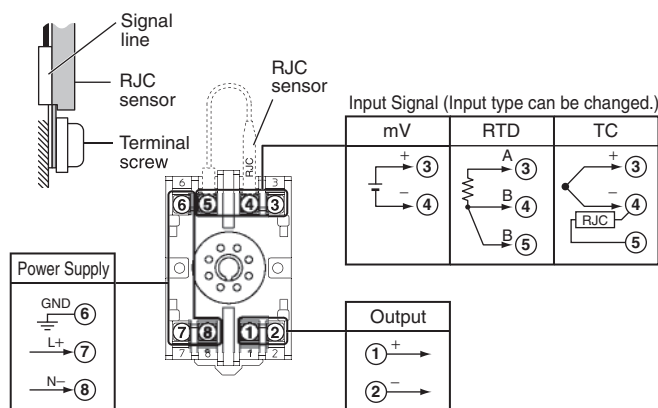 Signal
line
RJC
sensor
Terminal
screw
RJC
sensor
RJC
6 5 4 3
6 5 4 3
7 8 1 2
7 8 1 2
Input Signal (Input type can be changed.)
mV RTD TC
+ 3
− 4
A 3
B 4
B 5
+ 3
− 4
RJC
5
Power Supply
GND 6
L+ 7
N− 8
Output
1 +
2 −